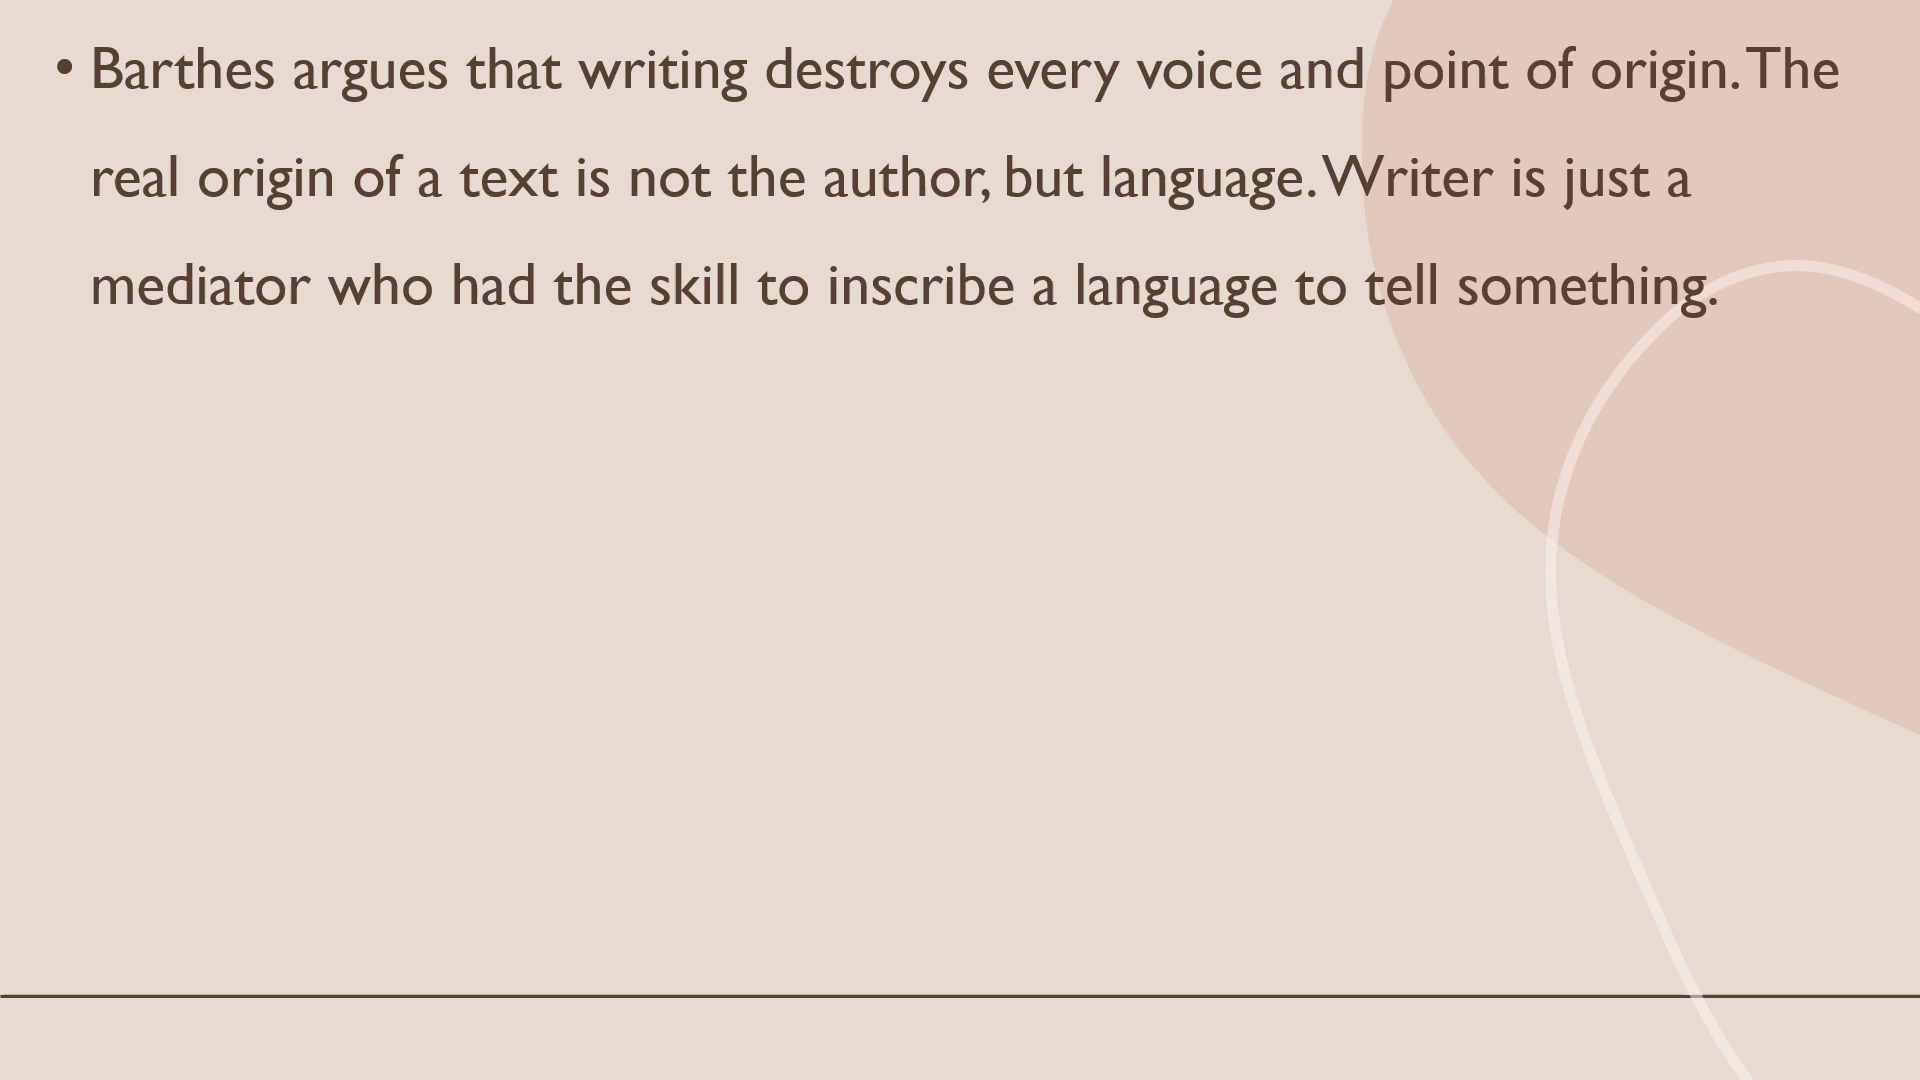 • Barthes argues that writing destroys every voice and point of origin. The
real origin of a text is not the author, but language. Writer is just a
mediator who had the skill to inscribe a language to tell something.